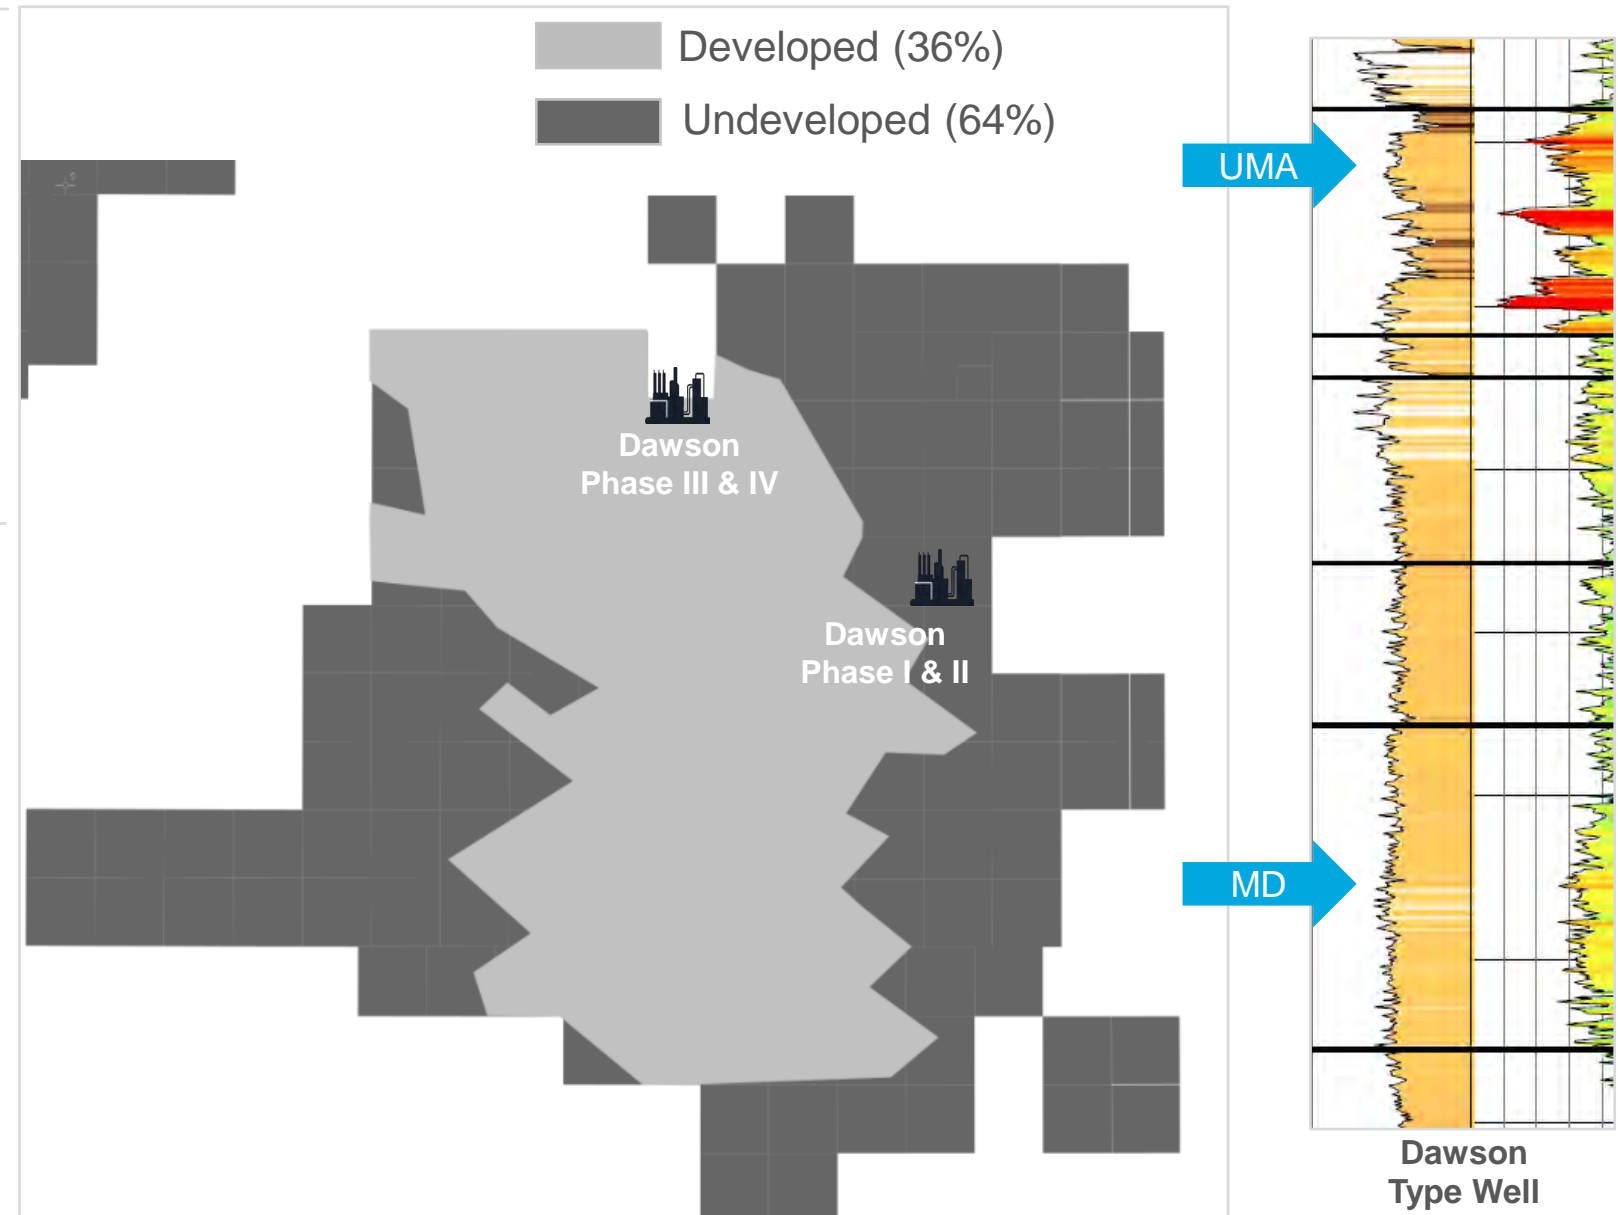 Developed (36%)
Undeveloped (64%)
UMA
Dawson
Phase III & IV
Dawson
Phase I & II
MD
Dawson
Type Well